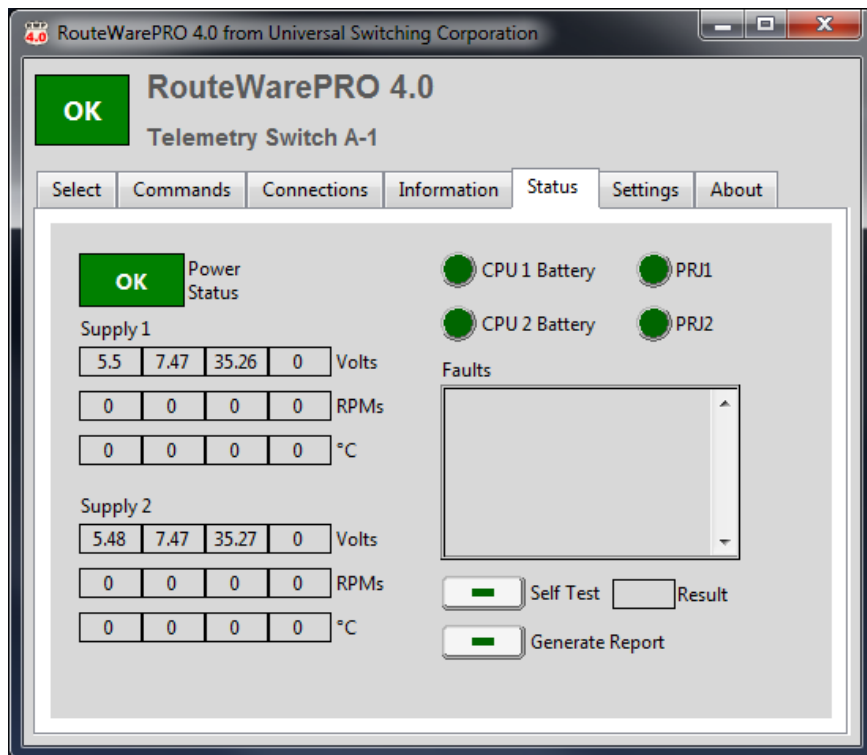 4.0 RouteWarePRO 4.0 from Universal Switching Corporation
OK
RouteWarePRO 4.0
Telemetry Switch A-1
Select Commands Connections Information Status Settings About
OK
Power
Status
Supply 1
5.5 7.47 35.26 0 Volts
0 0 0 0 RPMs
0 0 0 0 °C
Supply 2
5.48 7.47 35.27 0 Volts
0 0 0 0 RPMs
0 0 0 0 °C
CPU 1 Battery PRJ1
CPU 2 Battery PRJ2
Faults
Self Test Result
Generate Report